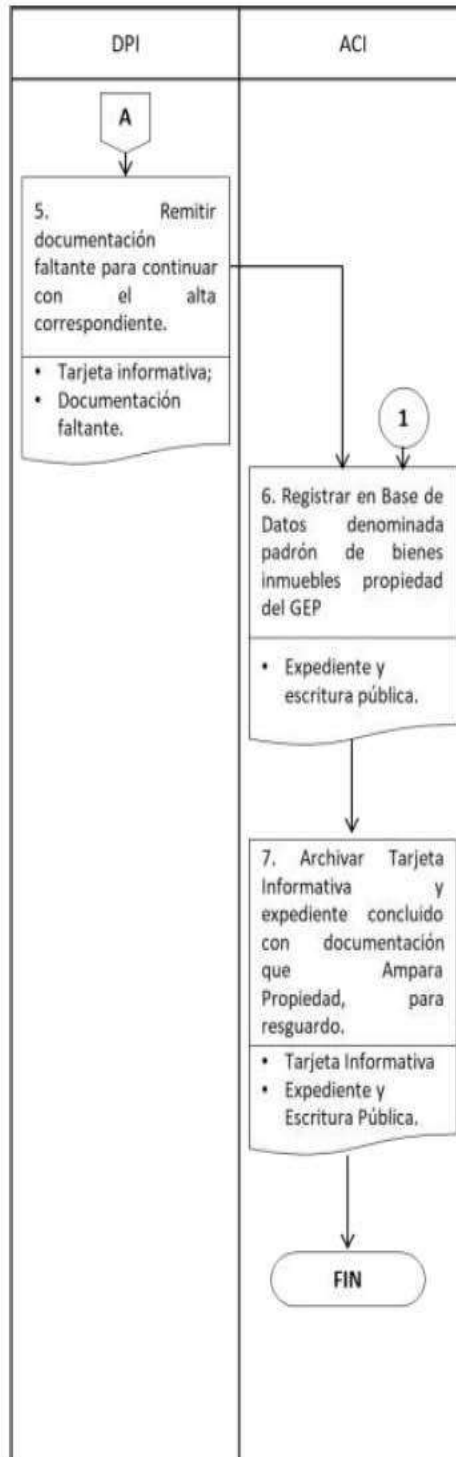 DPI
ACI
A
5. Remitir
documentación
faltante para continuar
con el alta
correspondiente.
• Tarjeta informativa;
• Documentación
faltante.
1
6. Registrar en Base de
Datos denominada
padrón de bienes
inmuebles propiedad
del GEP
• Expediente y
escritura pública.
7. Archivar Tarjeta
Informativa y
expediente concluido
con documentación
que Ampara
Propiedad, para
resguardo.
• Tarjeta Informativa
• Expediente y
Escritura Pública.
FIN